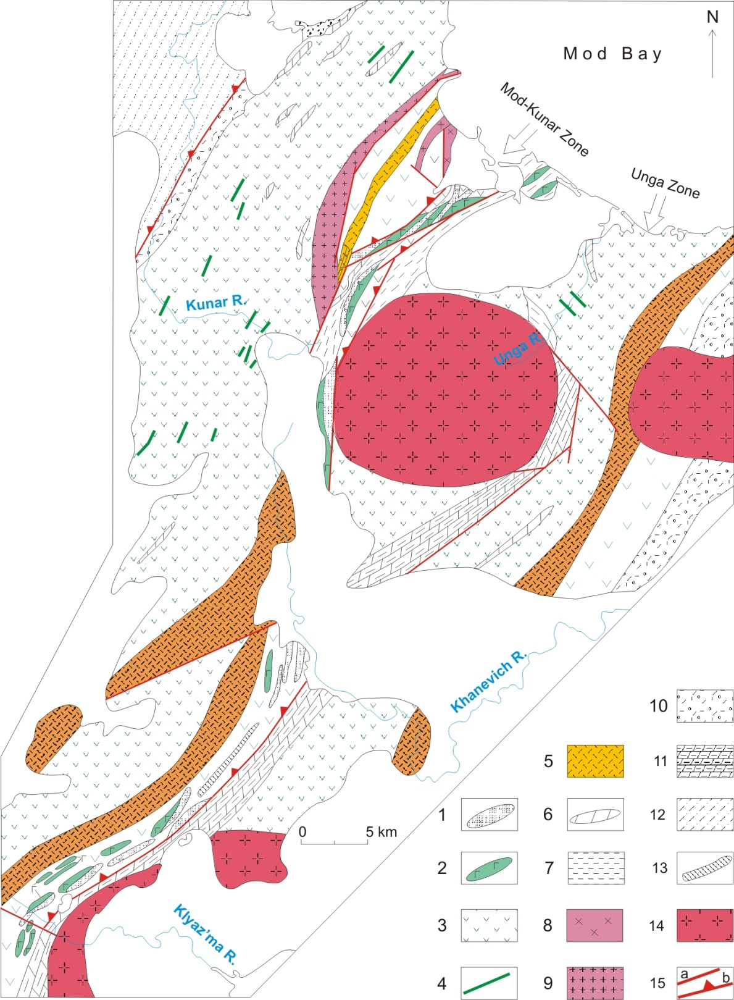 N
Mod Bay
Mod-Kunar Zone
Unga Zone
Kunar R.
Unga R.
Khanevich R.
10
5
11
1
6
12
0 5 km
2
7
13
3
8
14
4
9
15
a
b
Klyaz'ma R.